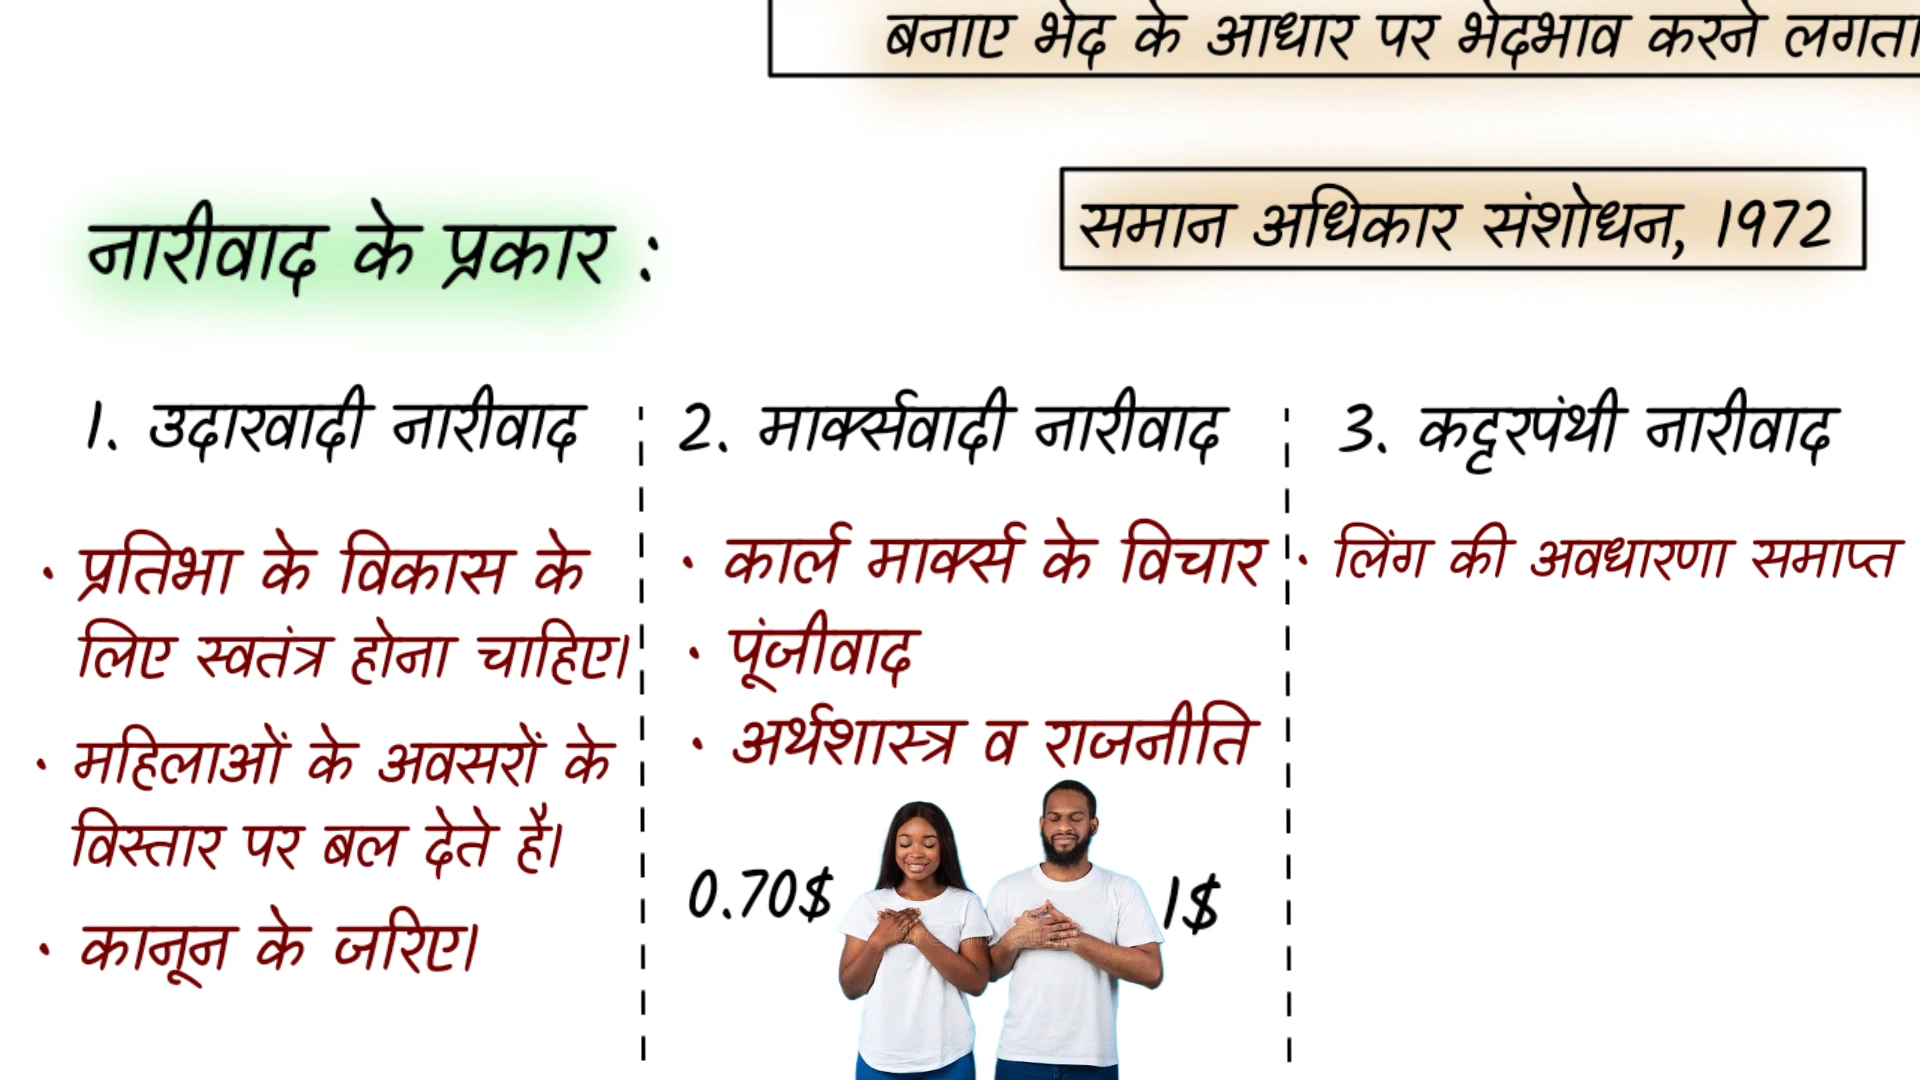 बनाए भेद के आधार पर भेदभाव करने लगता
समान अधिकार संशोधन, 1972
नारीवाद के प्रकार :
1. उदारवादी नारीवाद
• प्रतिभा के विकास के
लिए स्वतंत्र होना चाहिए।
• महिलाओं के अवसरों के
विस्तार पर बल देते है।
• कानून के जरिए।
2. मार्क्सवादी नारीवाद
• कार्ल मार्क्स के विचार
• पूंजीवाद
• अर्थशास्त्र व राजनीति
0.70$
1$
3. कट्टरपंथी नारीवाद
• लिंग की अवधारणा समाप्त